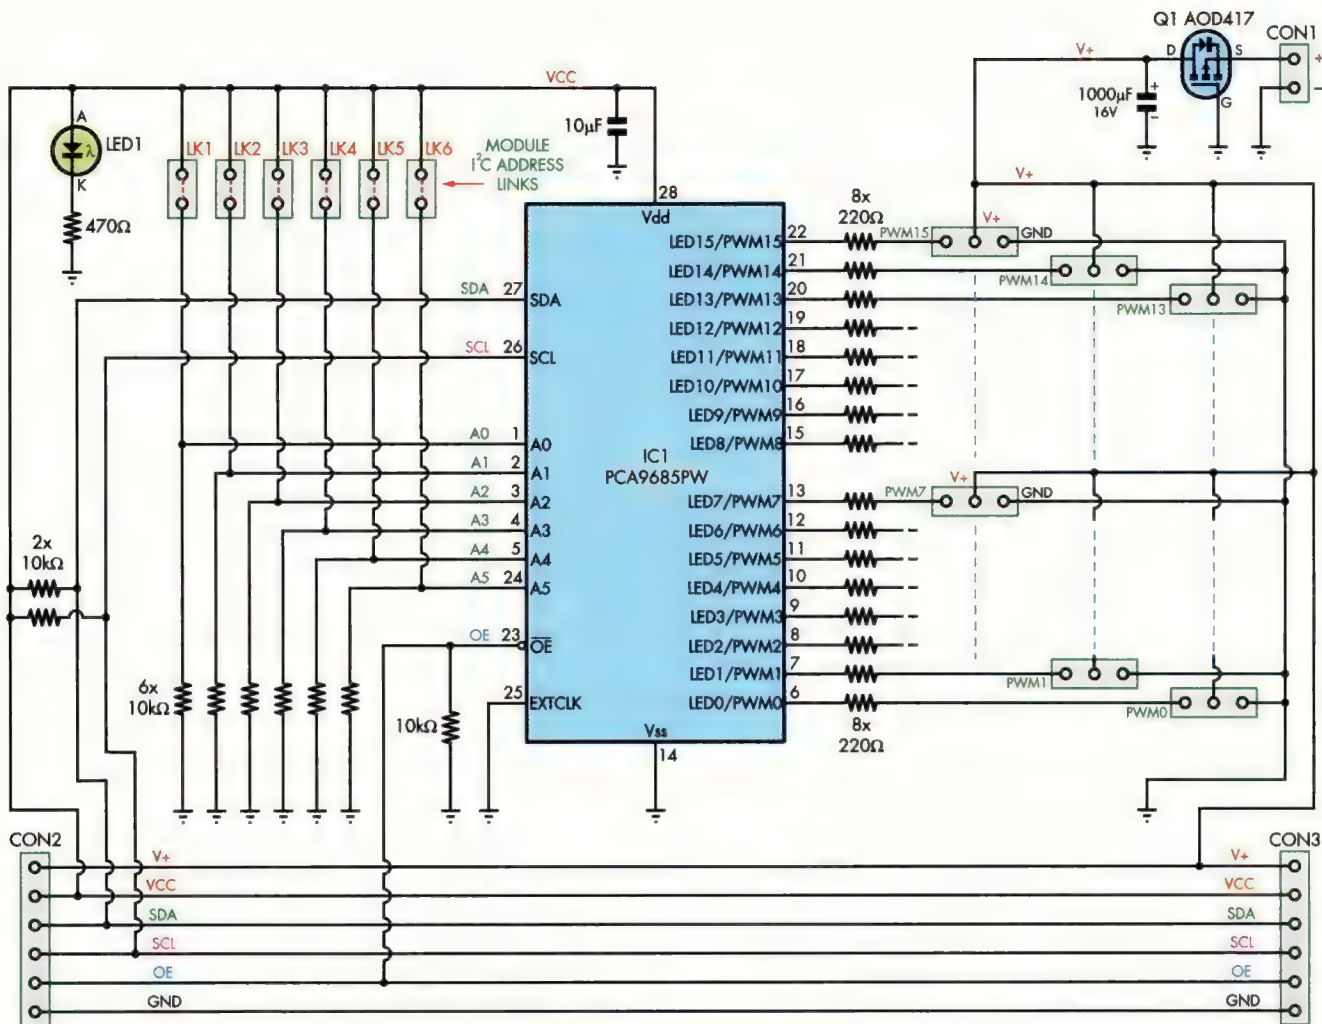 Q1 AOD417
CON1
V+
D
S
G
+
−
1000µF
16V
+
−
VCC
10µF
A
LED1
λ
K
470Ω
LK1
LK2
LK3
LK4
LK5
LK6
MODULE
I²C ADDRESS
LINKS
28
Vdd
8x
220Ω
V+
SDA
27
SDA
SCL
26
SCL
A0
1
A0
A1
2
A1
A2
3
A2
A3
4
A3
A4
5
A4
A5
24
A5
OE
23
OE
25
EXTCLK
IC1
PCA9685PW
LED15/PWM15
22
LED14/PWM14
21
LED13/PWM13
20
LED12/PWM12
19
LED11/PWM11
18
LED10/PWM10
17
LED9/PWM9
16
LED8/PWM8
15
LED7/PWM7
13
LED6/PWM6
12
LED5/PWM5
11
LED4/PWM4
10
LED3/PWM3
9
LED2/PWM2
8
LED1/PWM1
7
LED0/PWM0
6
Vss
14
PWM15
V+
GND
PWM14
PWM13
PWM7
V+
GND
PWM1
PWM0
8x
220Ω
2x
10kΩ
6x
10kΩ
10kΩ
CON2
V+
VCC
SDA
SCL
OE
GND
CON3
V+
VCC
SDA
SCL
OE
GND